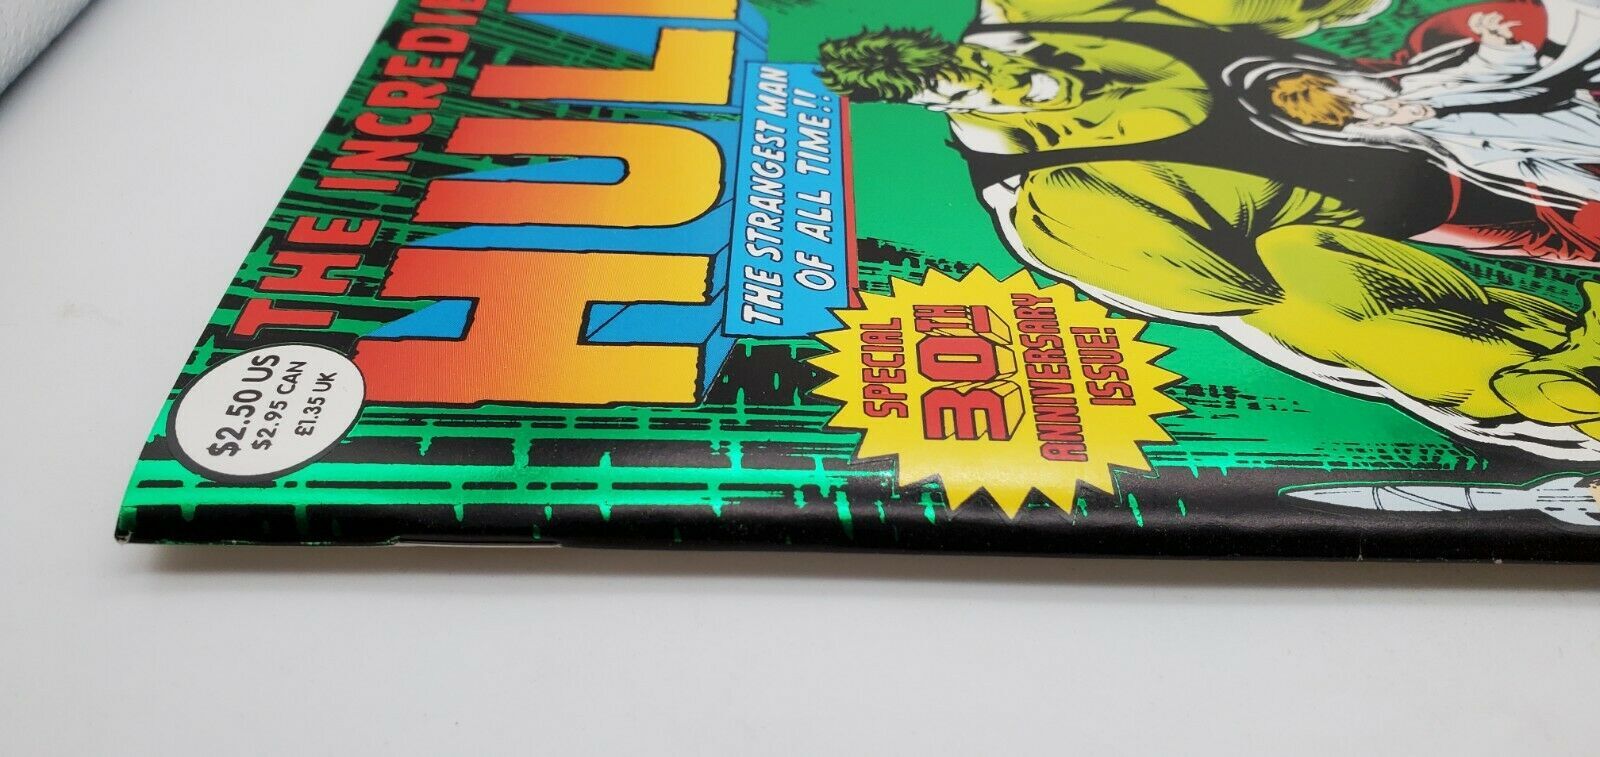 THE INCREDI
HUL
THE STRANGEST MAN
OF ALL TIME!!
SPECIAL
30TH
ANNIVERSARY
ISSUE!
$2.50 US
$2.95 CAN
£1.35 UK